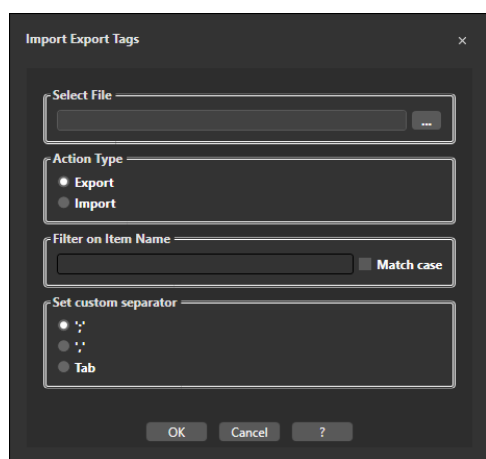 Import Export Tags ×
Select File
...
Action Type
Export
Import
Filter on Item Name
Match case
Set custom separator
';'
','
Tab
OK Cancel ?